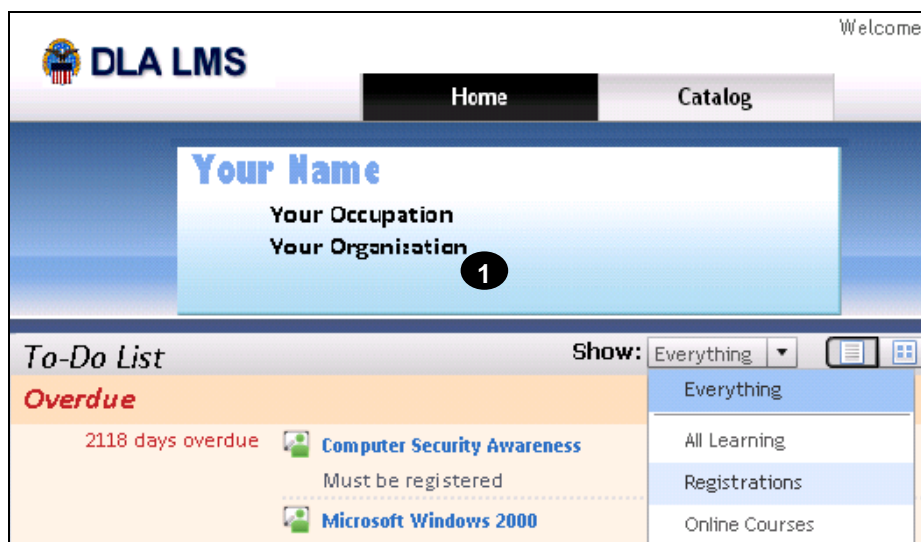 Welcome
DLA LMS
Home Catalog
Your Name
Your Occupation
Your Organization
1
To-Do List Show: Everything
Overdue Everything
2118 days overdue Computer Security Awareness All Learning
Must be registered Registrations
Microsoft Windows 2000 Online Courses